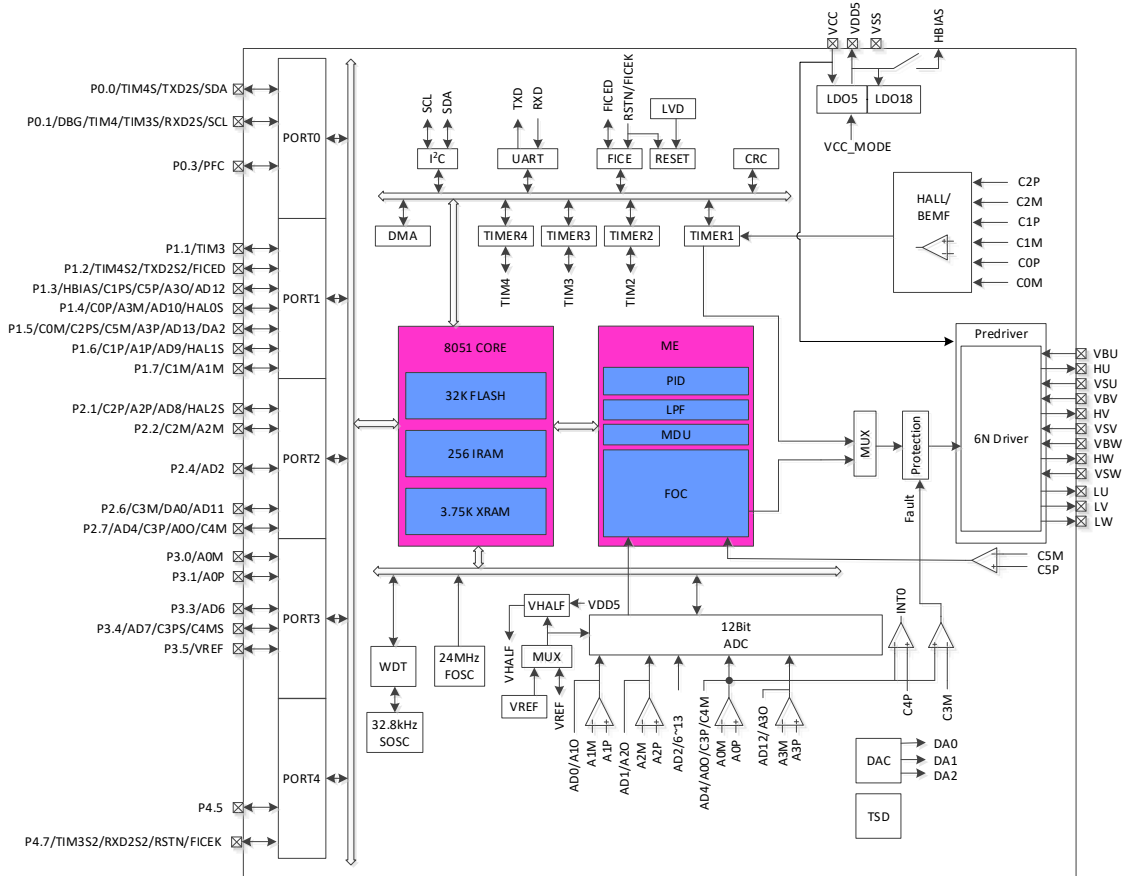 VCC
VDD5
VSS
HBIAS
P0.0/TIM4S/TXD2S/SDA
P0.1/DBG/TIM4/TIM3S/RXD2S/SCL
P0.3/PFC
PORT0
SCL
SDA
TXD
RXD
FICED
RSTN/FICEK
LVD
I²C
UART
FICE
RESET
CRC
LDO5
LDO18
VCC_MODE
HALL/
BEMF
C2P
C2M
C1P
C1M
C0P
C0M
DMA
TIMER4
TIMER3
TIMER2
TIMER1
TIM4
TIM3
TIM2
P1.1/TIM3
P1.2/TIM4S2/TXD2S2/FICED
P1.3/HBIAS/C1PS/C5P/A3O/AD12
P1.4/C0P/A3M/AD10/HAL0S
P1.5/C0M/C2PS/C5M/A3P/AD13/DA2
P1.6/C1P/A1P/AD9/HAL1S
P1.7/C1M/A1M
PORT1
8051 CORE
32K FLASH
256 IRAM
3.75K XRAM
ME
PID
LPF
MDU
FOC
MUX
Protection
Fault
Predriver
6N Driver
VBU
HU
VSU
VBV
HV
VSV
VBW
HW
VSW
LU
LV
LW
P2.1/C2P/A2P/AD8/HAL2S
P2.2/C2M/A2M
P2.4/AD2
P2.6/C3M/DA0/AD11
P2.7/AD4/C3P/A0O/C4M
PORT2
C5M
C5P
P3.0/A0M
P3.1/A0P
P3.3/AD6
P3.4/AD7/C3PS/C4MS
P3.5/VREF
PORT3
WDT
24MHz
FOSC
32.8kHz
SOSC
VHALF
VDD5
VHALF
MUX
VREF
VREF
12Bit
ADC
INT0
AD0/A1O
A1M
A1P
AD1/A2O
A2M
A2P
AD2/6~13
AD4/A0O/C3P/C4M
A0M
A0P
AD12/A3O
A3M
A3P
C4P
C3M
DAC
DA0
DA1
DA2
TSD
PORT4
P4.5
P4.7/TIM3S2/RXD2S2/RSTN/FICEK